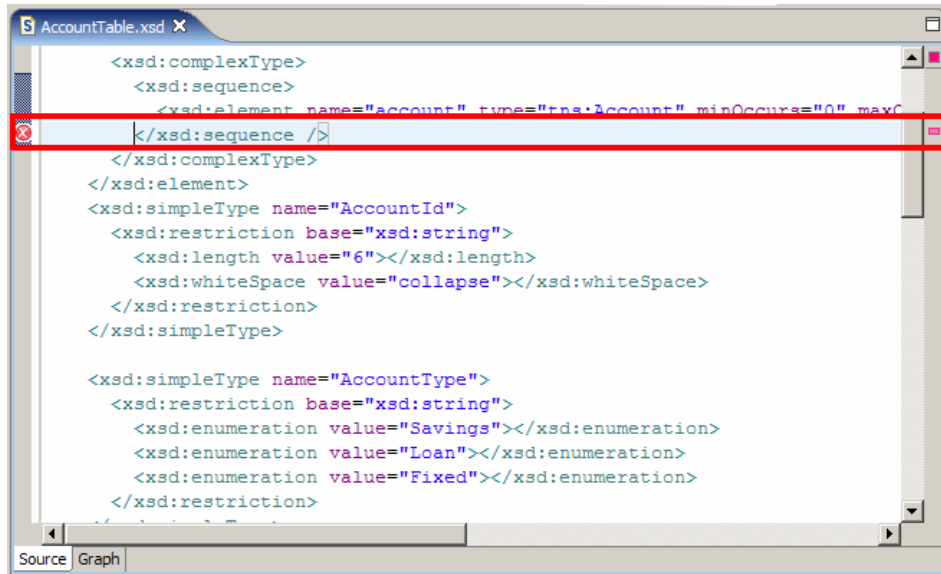 S AccountTable.xsd
<xsd:complexType>
<xsd:sequence>
<xsd:element name="account" type="tns:Account" minOccurs="0" maxO
</xsd:sequence />
</xsd:complexType>
</xsd:element>
<xsd:simpleType name="AccountId">
<xsd:restriction base="xsd:string">
<xsd:length value="6"></xsd:length>
<xsd:whiteSpace value="collapse"></xsd:whiteSpace>
</xsd:restriction>
</xsd:simpleType>
<xsd:simpleType name="AccountType">
<xsd:restriction base="xsd:string">
<xsd:enumeration value="Savings"></xsd:enumeration>
<xsd:enumeration value="Loan"></xsd:enumeration>
<xsd:enumeration value="Fixed"></xsd:enumeration>
</xsd:restriction>
Source Graph